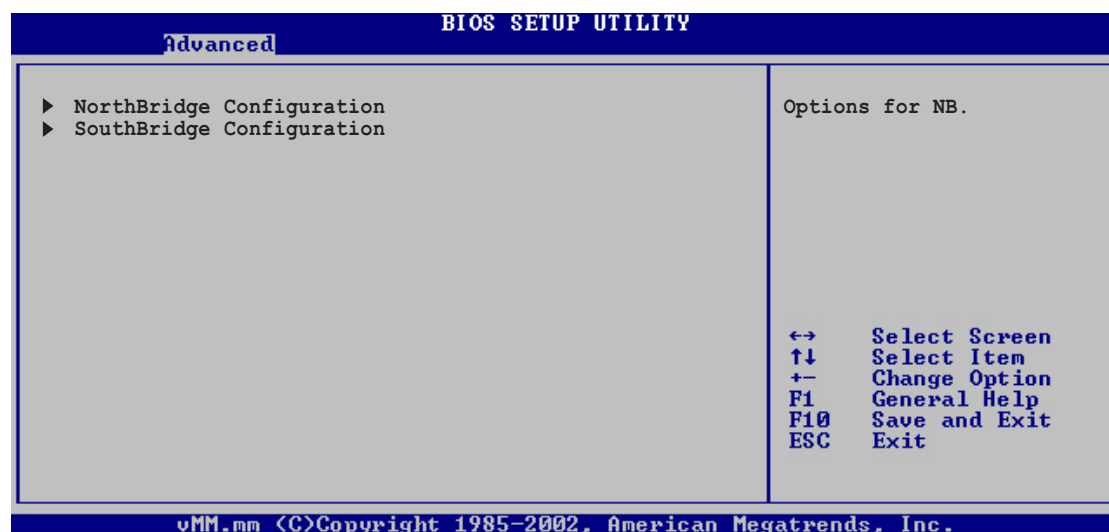 BIOS SETUP UTILITY
Advanced
▶ NorthBridge Configuration
▶ SouthBridge Configuration
Options for NB.
←→ Select Screen
↑↓ Select Item
+- Change Option
F1 General Help
F10 Save and Exit
ESC Exit
vMM.mm (C)Copyright 1985-2002, American Megatrends, Inc.